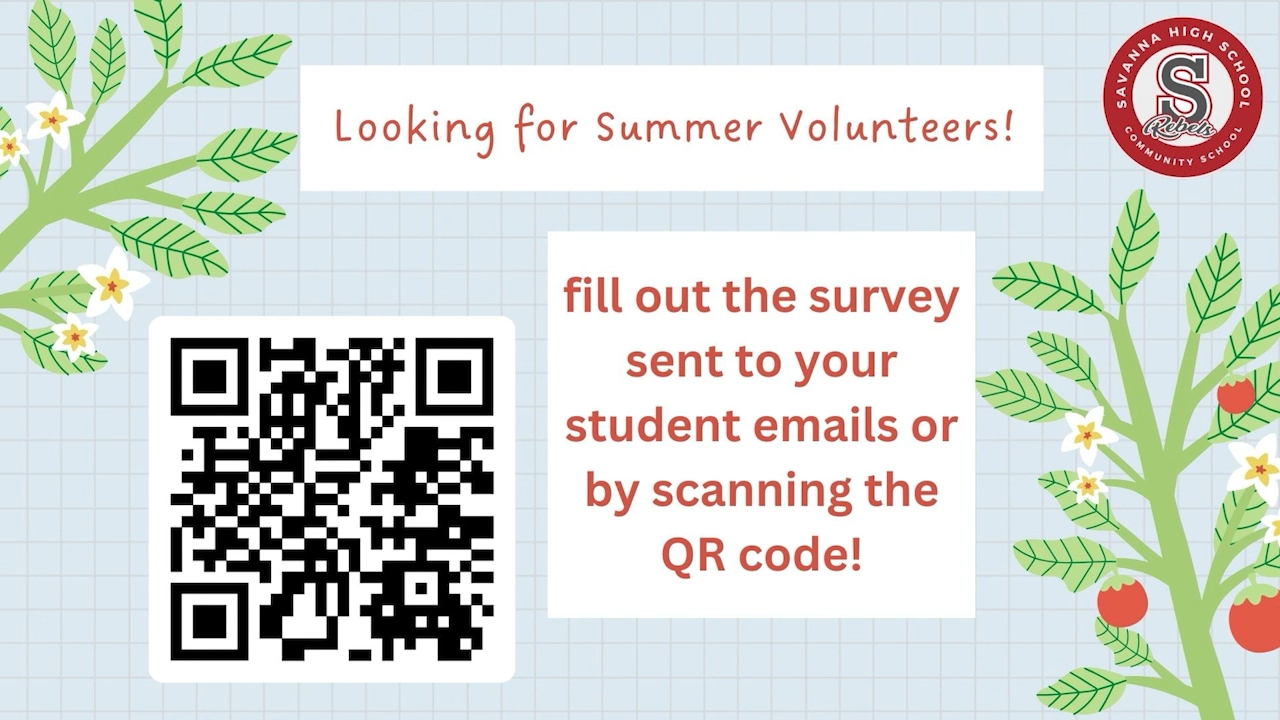 Looking for Summer Volunteers!
SAVANNA HIGH SCHOOL
S
Rebels
COMMUNITY SCHOOL
fill out the survey
sent to your
student emails or
by scanning the
QR code!